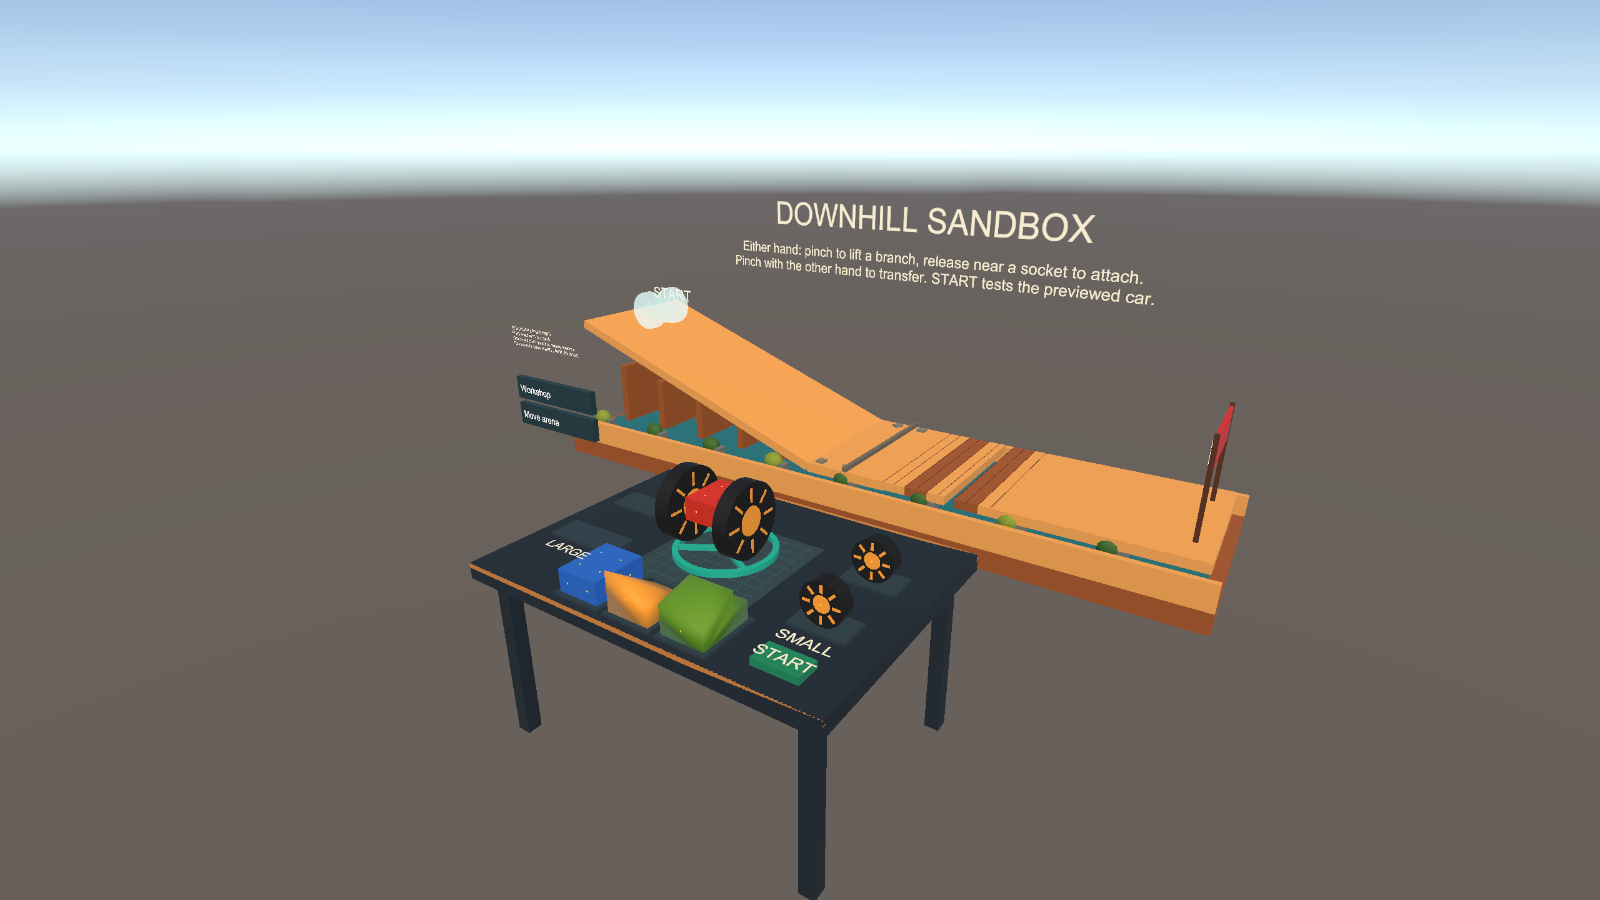 DOWNHILL SANDBOX
Either hand: pinch to lift a branch, release near a socket to attach.
Pinch with the other hand to transfer. START tests the previewed car.
START
Workshop
Move arena
LARGE
SMALL
START